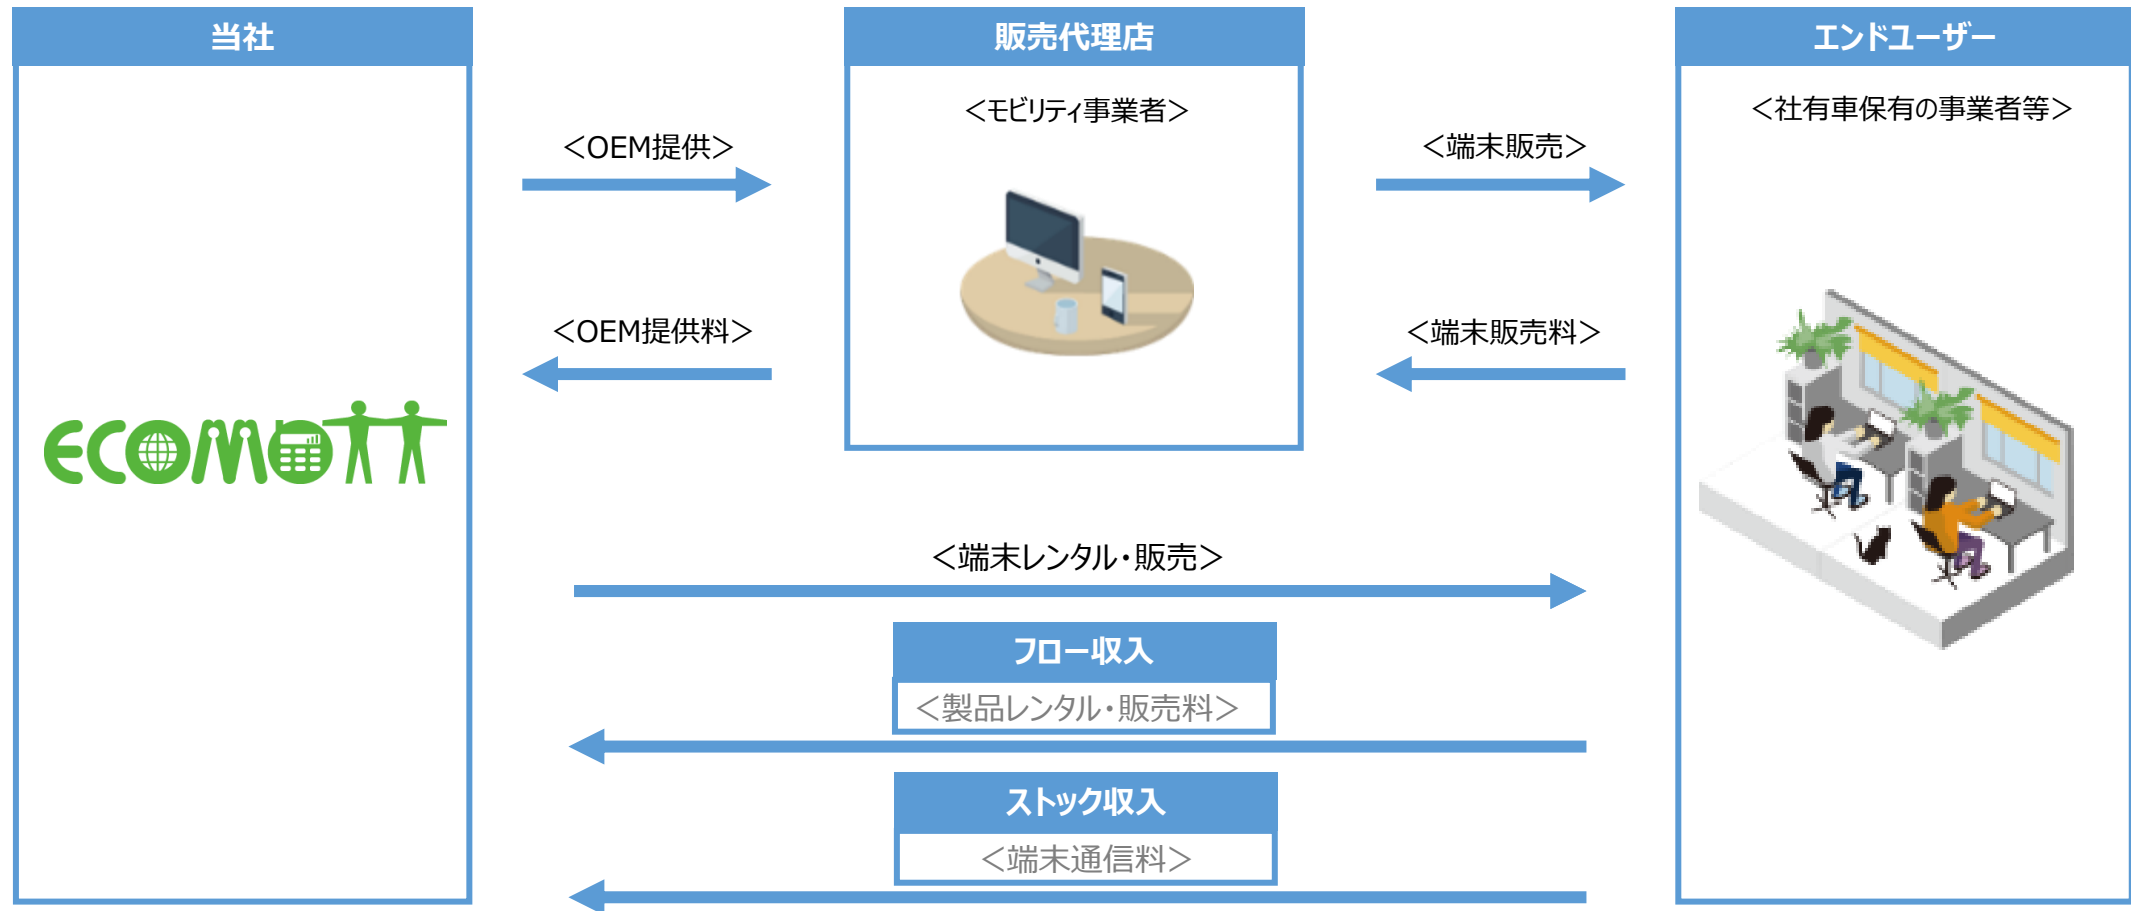 当社
販売代理店
エンドユーザー
＜モビリティ事業者＞
＜社有車保有の事業者等＞
＜OEM提供＞
＜端末販売＞
＜OEM提供料＞
＜端末販売料＞
ECOMOTT
＜端末レンタル・販売＞
フロー収入
＜製品レンタル・販売料＞
ストック収入
＜端末通信料＞